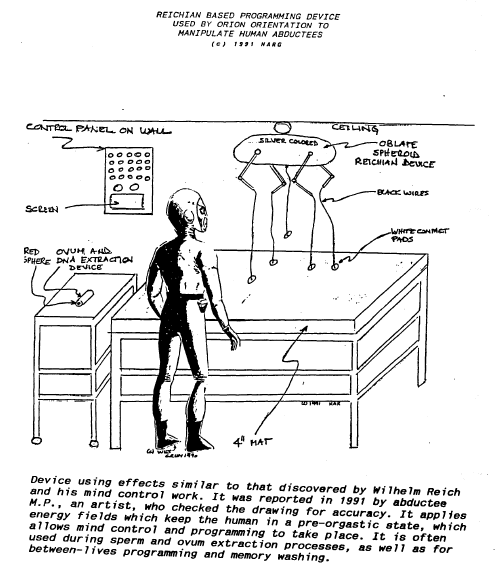 REICHIAN BASED PROGRAMMING DEVICE
USED BY ORION ORIENTATION TO
MANIPULATE HUMAN ABDUCTEES
(c) 1991 HARG
CONTROL PANEL ON WALL
CEILING
SILVER COLORED
OBLATE
SPHEROID
REICHIAN DEVICE
BLACK WIRES
SCREEN
WHITE CONTACT
PADS
RED
SPHERE
OVUM AND
DNA EXTRACTION
DEVICE
(c) 1991 HAR
4" MAT
Device using effects similar to that discovered by Wilhelm Reich
and his mind control work. It was reported in 1991 by abductee
M.P., an artist, who checked the drawing for accuracy. It applies
energy fields which keep the human in a pre-orgastic state, which
allows mind control and programming to take place. It is often
used during sperm and ovum extraction processes, as well as for
between-lives programming and memory washing.